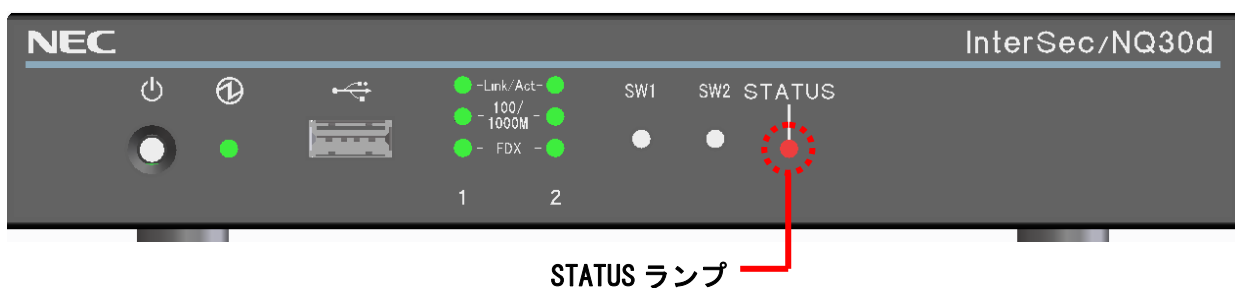 NEC InterSec/NQ30d
-Link/Act- SW1 SW2 STATUS
- 100/
1000M -
- FDX -
1 2
STATUS ランプ